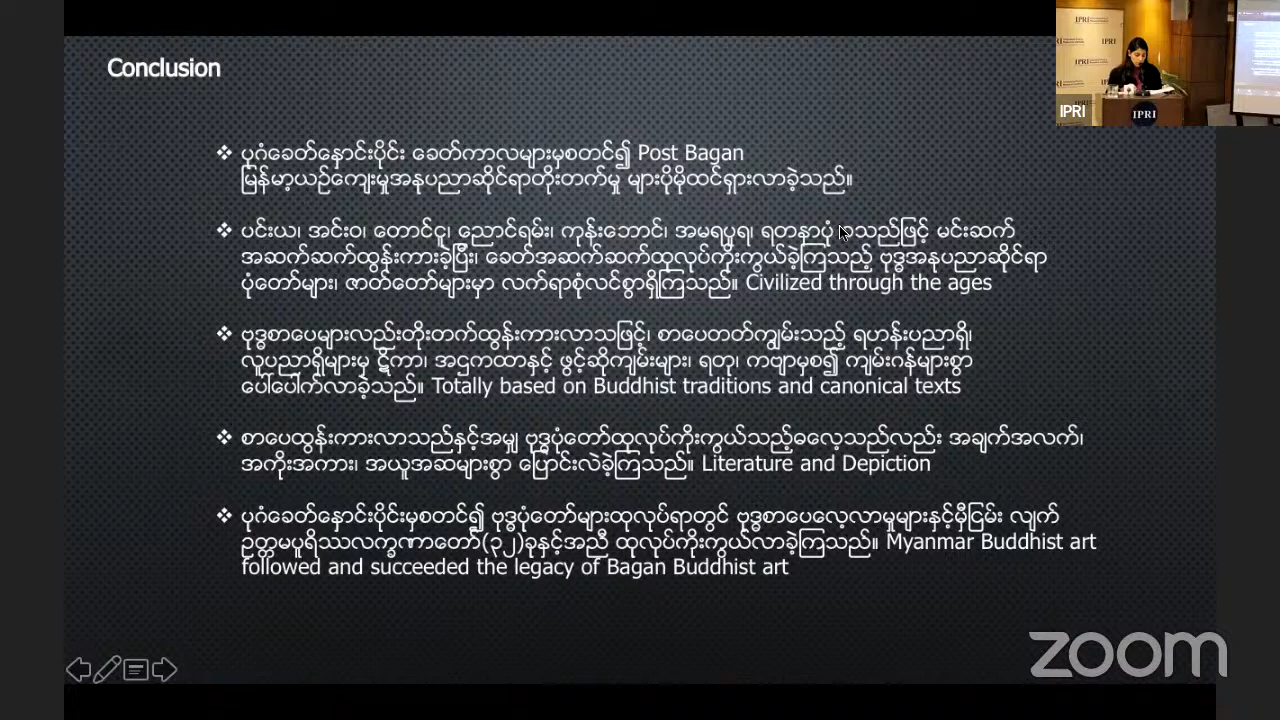 Conclusion
❖ ပုဂံခေတ်နှောင်းပိုင်း ခေတ်ကာလများမှစတင်၍ Post Bagan
မြန်မာ့ယဉ်ကျေးမှုအနုပညာဆိုင်ရာတိုးတက်မှု များပိုမိုထင်ရှားလာခဲ့သည်။
❖ ပင်းယ၊ အင်းဝ၊ တောင်ငူ၊ ညောင်ရမ်း၊ ကုန်းဘောင်၊ အမရပူရ၊ ရတနာပုံ စသည်ဖြင့် မင်းဆက်
အဆက်ဆက်ထွန်းကားခဲ့ပြီး၊ ခေတ်အဆက်ဆက်ထုလုပ်ကိုးကွယ်ခဲ့ကြသည့် ဗုဒ္ဓအနုပညာဆိုင်ရာ
ပုံတော်များ၊ ဇာတ်တော်များမှာ လက်ရာစုံလင်စွာရှိကြသည်။ Civilized through the ages
❖ ဗုဒ္ဓစာပေများလည်းတိုးတက်ထွန်းကားလာသဖြင့်၊ စာပေတတ်ကျွမ်းသည့် ရဟန်းပညာရှိ၊
လူပညာရှိများမှ ဋီကာ၊ အဌကထာနှင့် ဖွင့်ဆိုကျမ်းများ၊ ရတု၊ ကဗျာမှစ၍ ကျမ်းဂန်များစွာ
ပေါ်ပေါက်လာခဲ့သည်။ Totally based on Buddhist traditions and canonical texts
❖ စာပေထွန်းကားလာသည်နှင့်အမျှ ဗုဒ္ဓပုံတော်ထုလုပ်ကိုးကွယ်သည့်ဓလေ့သည်လည်း အချက်အလက်၊
အကိုးအကား၊ အယူအဆများစွာ ပြောင်းလဲခဲ့ကြသည်။ Literature and Depiction
❖ ပုဂံခေတ်နှောင်းပိုင်းမှစတင်၍ ဗုဒ္ဓပုံတော်များထုလုပ်ရာတွင် ဗုဒ္ဓစာပေလေ့လာမှုများနှင့်မှီငြမ်း လျက်
ဥတ္တမပူရိသလက္ခဏာတော်(၃၂)ခုနှင့်အညီ ထုလုပ်ကိုးကွယ်လာခဲ့ကြသည်။ Myanmar Buddhist art
followed and succeeded the legacy of Bagan Buddhist art
IPRI
IPRI
IPRI
IPRI
zoom